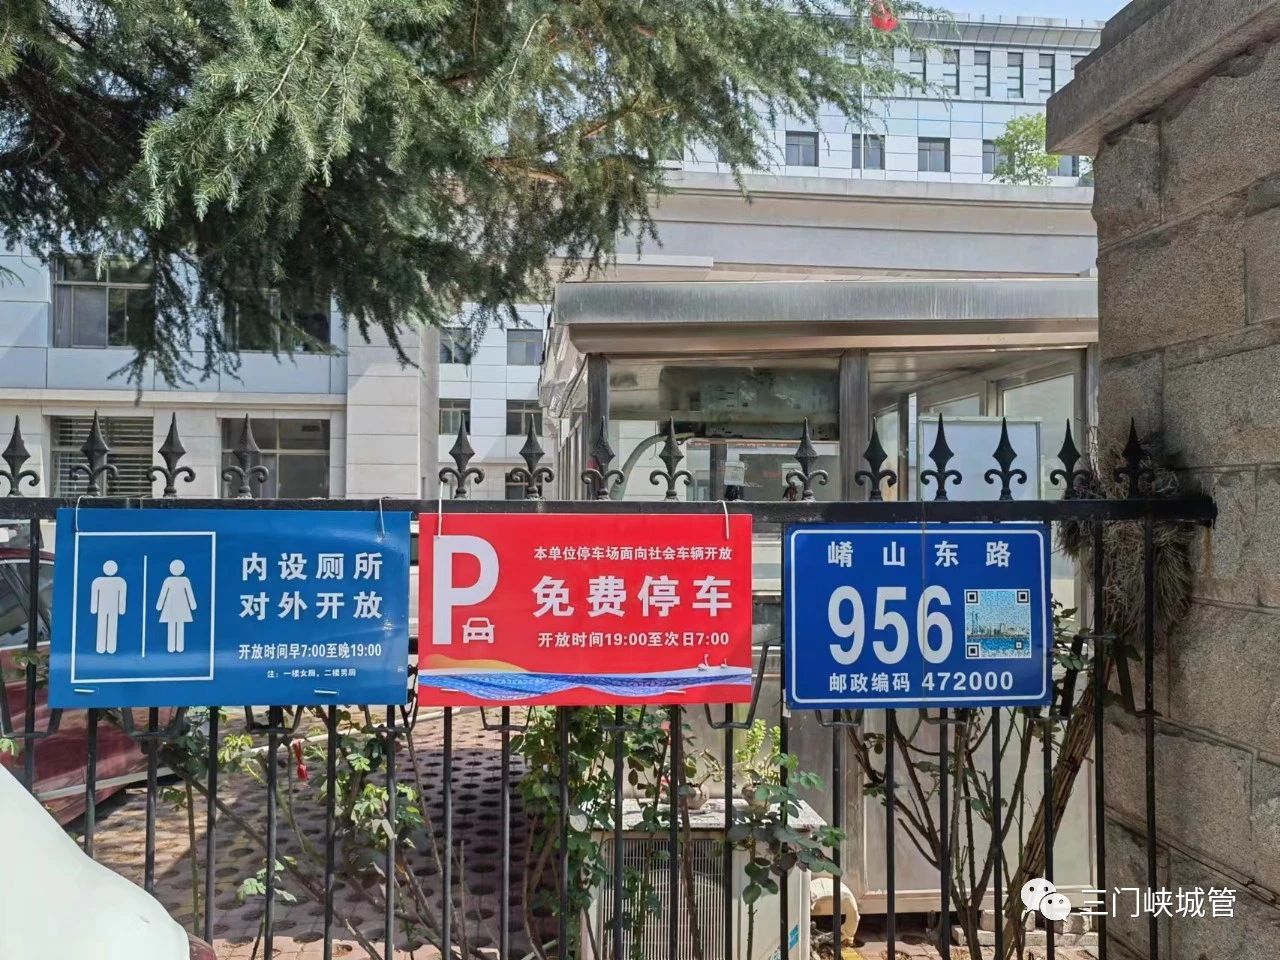 内设厕所
对外开放
开放时间早7:00至晚19:00
注:一楼女厕,二楼男厕
P
本单位停车场面向社会车辆开放
免费停车
开放时间19:00至次日7:00
崤山东路
956
邮政编码 472000
三门峡城管